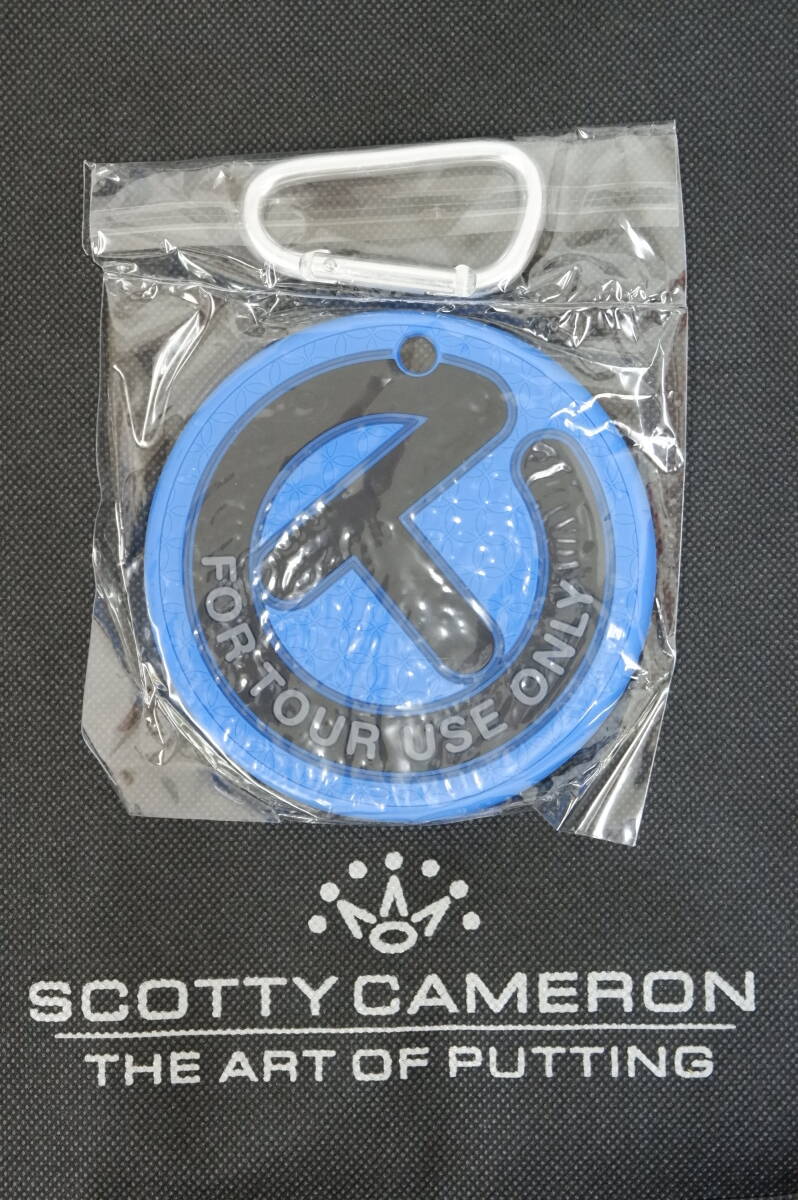 FOR TOUR USE ONLY
SCOTTY CAMERON
THE ART OF PUTTING